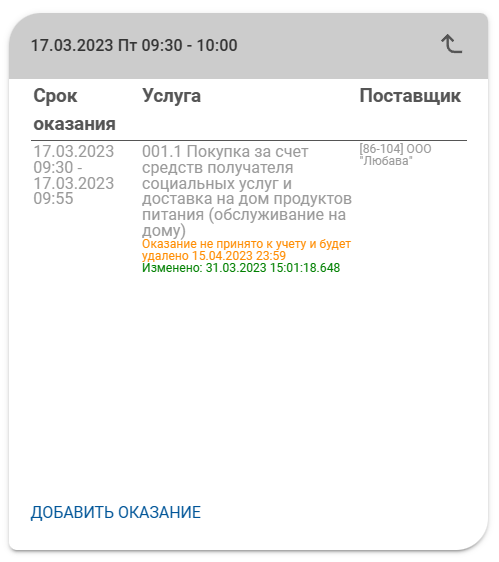 17.03.2023 Пт 09:30 - 10:00
Срок оказания Услуга Поставщик
17.03.2023
09:30 -
17.03.2023
09:55
001.1 Покупка за счет
средств получателя
социальных услуг и
доставка на дом продуктов
питания (обслуживание на
дому)
Оказание не принято к учету и будет
удалено 15.04.2023 23:59
Изменено: 31.03.2023 15:01:18.648
[86-104] ООО
"Любава"
ДОБАВИТЬ ОКАЗАНИЕ